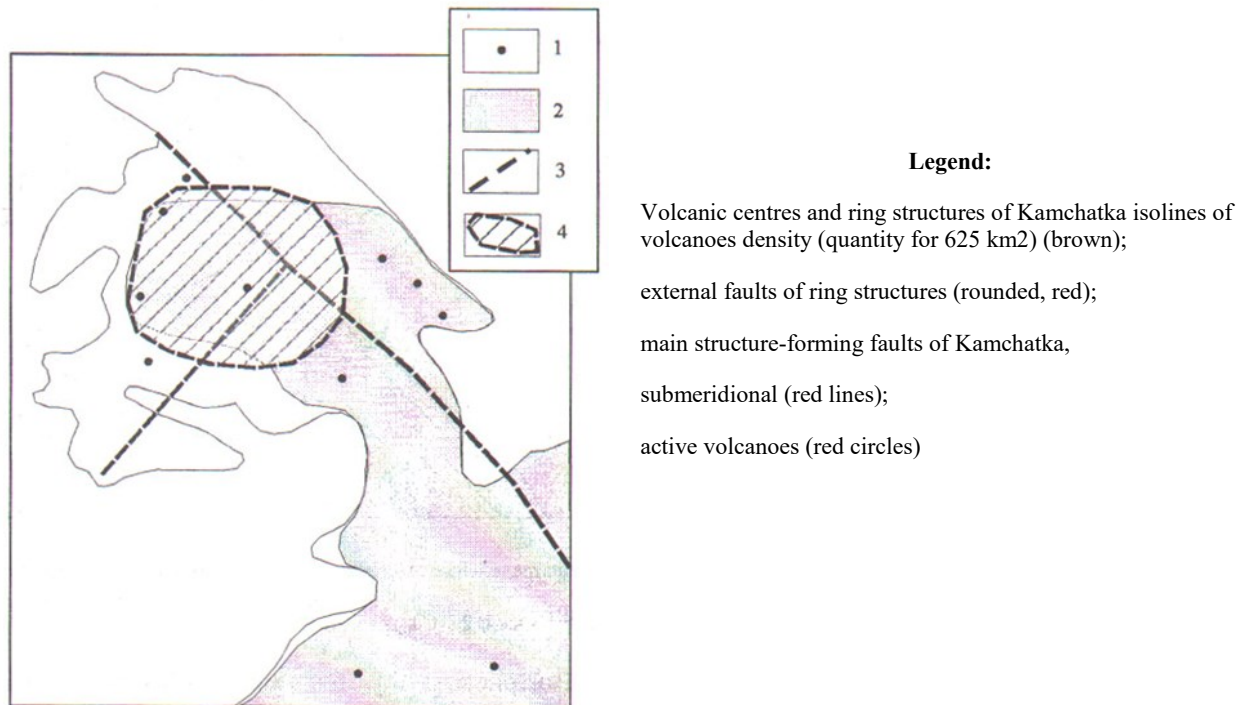 1
2
3
4
Legend:
Volcanic centres and ring structures of Kamchatka isolines of
volcanoes density (quantity for 625 km2) (brown);
external faults of ring structures (rounded, red);
main structure-forming faults of Kamchatka,
submeridional (red lines);
active volcanoes (red circles)